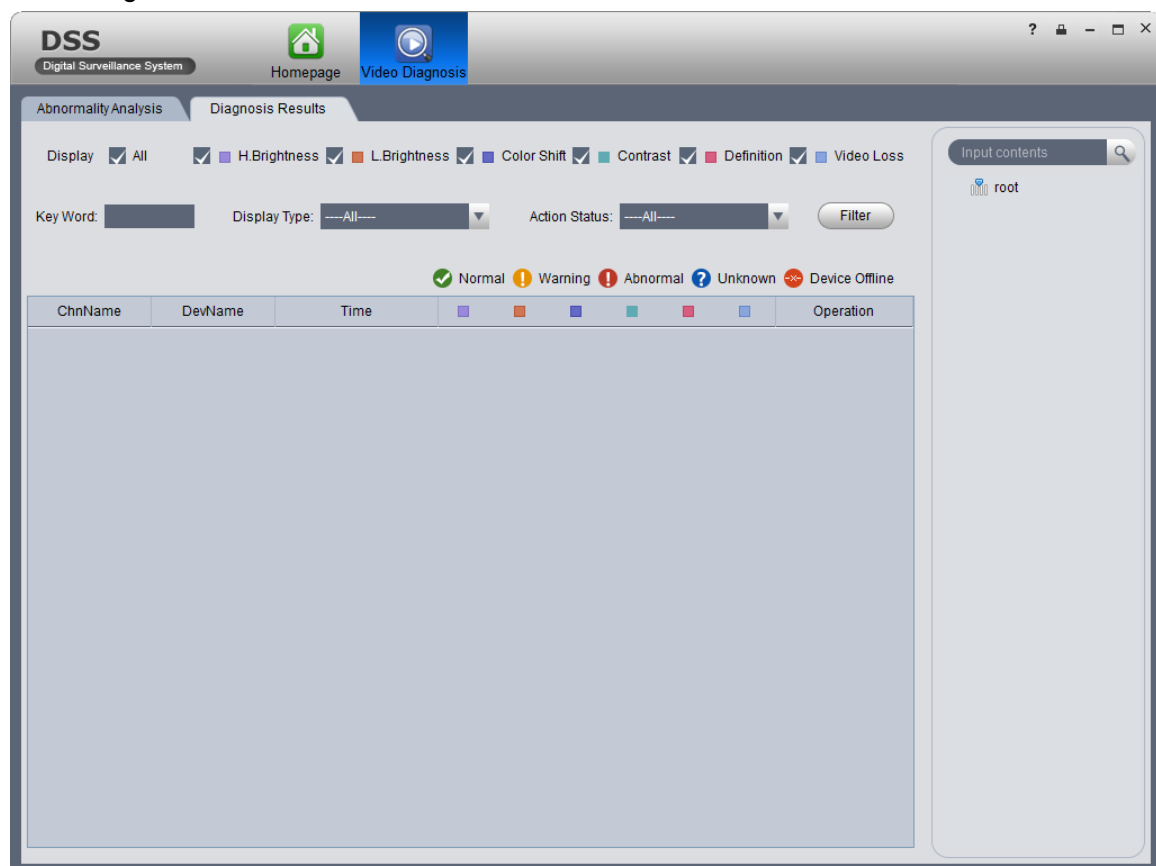 DSS
Digital Surveillance System
Homepage
Video Diagnosis
?
Abnormality Analysis Diagnosis Results
Display All H.Brightness L.Brightness Color Shift Contrast Definition Video Loss
Input contents
root
Key Word: Display Type: ----All---- Action Status: ----All---- Filter
Normal Warning Abnormal Unknown Device Offline
ChnName DevName Time Operation